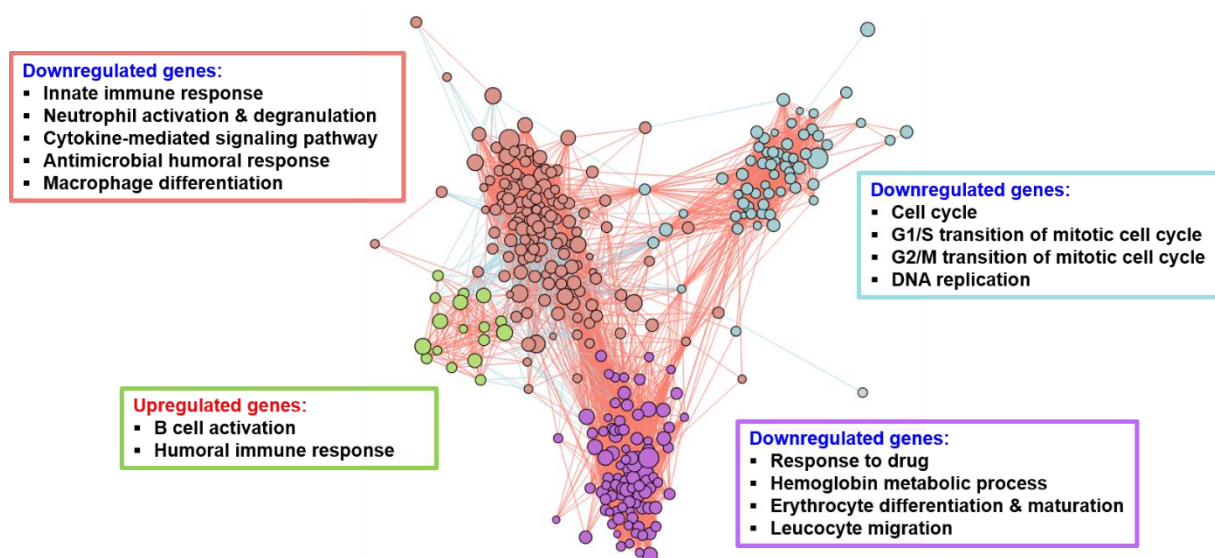 Downregulated genes:
▪ Innate immune response
▪ Neutrophil activation & degranulation
▪ Cytokine-mediated signaling pathway
▪ Antimicrobial humoral response
▪ Macrophage differentiation
Downregulated genes:
▪ Cell cycle
▪ G1/S transition of mitotic cell cycle
▪ G2/M transition of mitotic cell cycle
▪ DNA replication
Upregulated genes:
▪ B cell activation
▪ Humoral immune response
Downregulated genes:
▪ Response to drug
▪ Hemoglobin metabolic process
▪ Erythrocyte differentiation & maturation
▪ Leucocyte migration